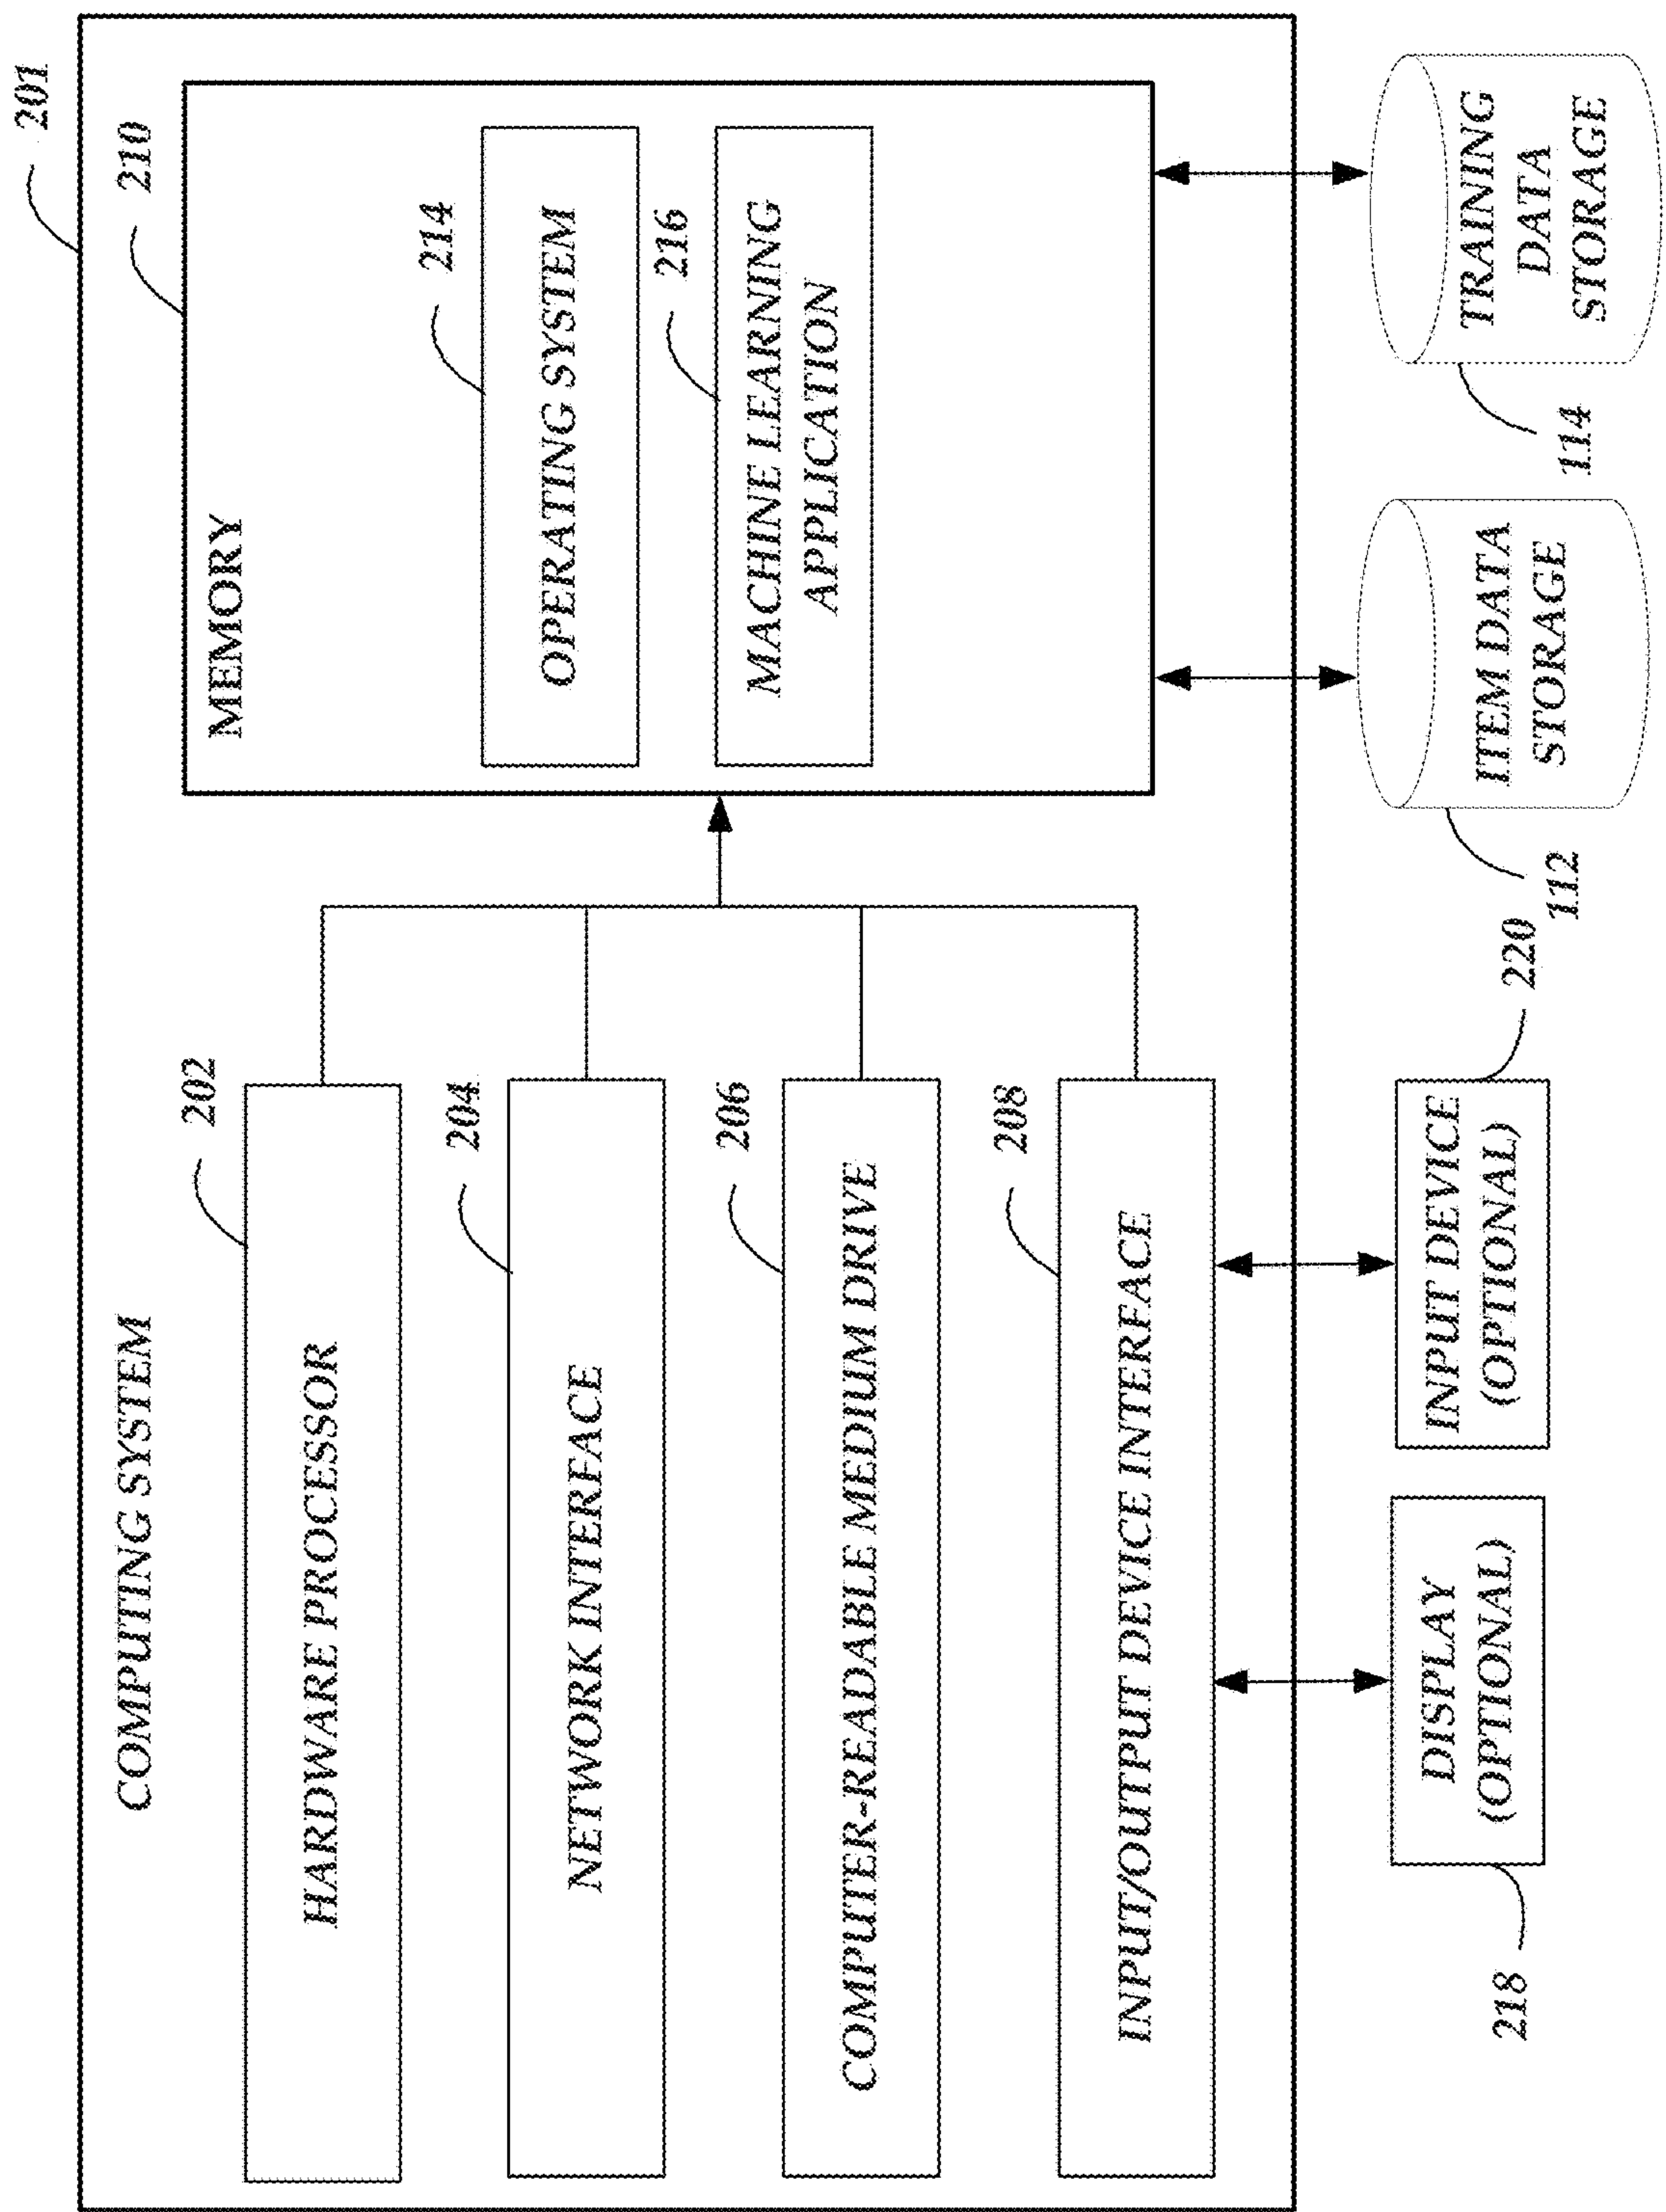 201
COMPUTING SYSTEM
210
MEMORY
202
HARDWARE PROCESSOR
204
NETWORK INTERFACE
206
COMPUTER-READABLE MEDIUM DRIVE
208
INPUT/OUTPUT DEVICE INTERFACE
214
OPERATING SYSTEM
216
MACHINE LEARNING
APPLICATION
218
DISPLAY
(OPTIONAL)
INPUT DEVICE
(OPTIONAL)
220
112
ITEM DATA
STORAGE
114
TRAINING
DATA
STORAGE